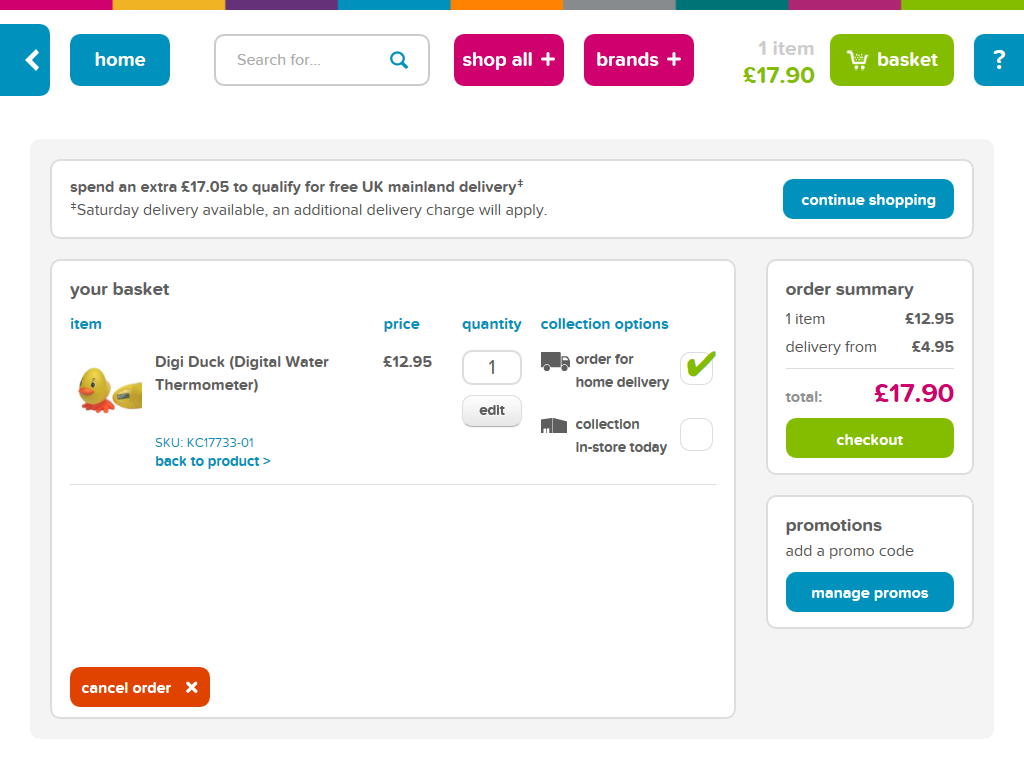 home
Search for...
shop all +
brands +
1 item
£17.90
basket
?
spend an extra £17.05 to qualify for free UK mainland delivery‡
‡Saturday delivery available, an additional delivery charge will apply.
continue shopping
your basket
item price quantity collection options
Digi Duck (Digital Water
Thermometer)
SKU: KC17733-01
back to product >
£12.95
1
edit
order for
home delivery
collection
in-store today
cancel order
order summary
1 item £12.95
delivery from £4.95
total: £17.90
checkout
promotions
add a promo code
manage promos